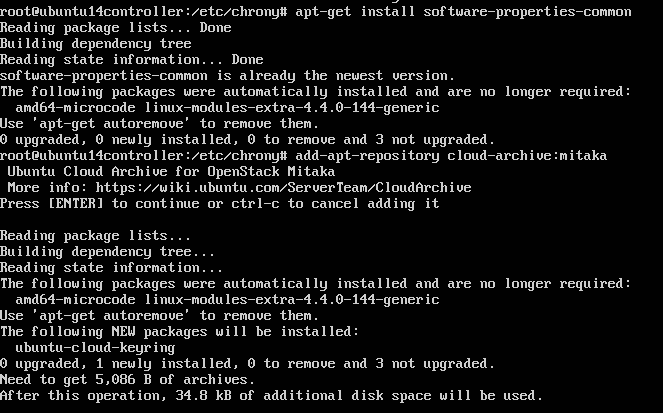 root@ubuntu14controller:/etc/chrony# apt-get install software-properties-common
Reading package lists... Done
Building dependency tree
Reading state information... Done
software-properties-common is already the newest version.
The following packages were automatically installed and are no longer required:
  amd64-microcode linux-modules-extra-4.4.0-144-generic
Use 'apt-get autoremove' to remove them.
0 upgraded, 0 newly installed, 0 to remove and 3 not upgraded.
root@ubuntu14controller:/etc/chrony# add-apt-repository cloud-archive:mitaka
 Ubuntu Cloud Archive for OpenStack Mitaka
 More info: https://wiki.ubuntu.com/ServerTeam/CloudArchive
Press [ENTER] to continue or ctrl-c to cancel adding it

Reading package lists...
Building dependency tree...
Reading state information...
The following packages were automatically installed and are no longer required:
  amd64-microcode linux-modules-extra-4.4.0-144-generic
Use 'apt-get autoremove' to remove them.
The following NEW packages will be installed:
  ubuntu-cloud-keyring
0 upgraded, 1 newly installed, 0 to remove and 3 not upgraded.
Need to get 5,086 B of archives.
After this operation, 34.8 kB of additional disk space will be used.